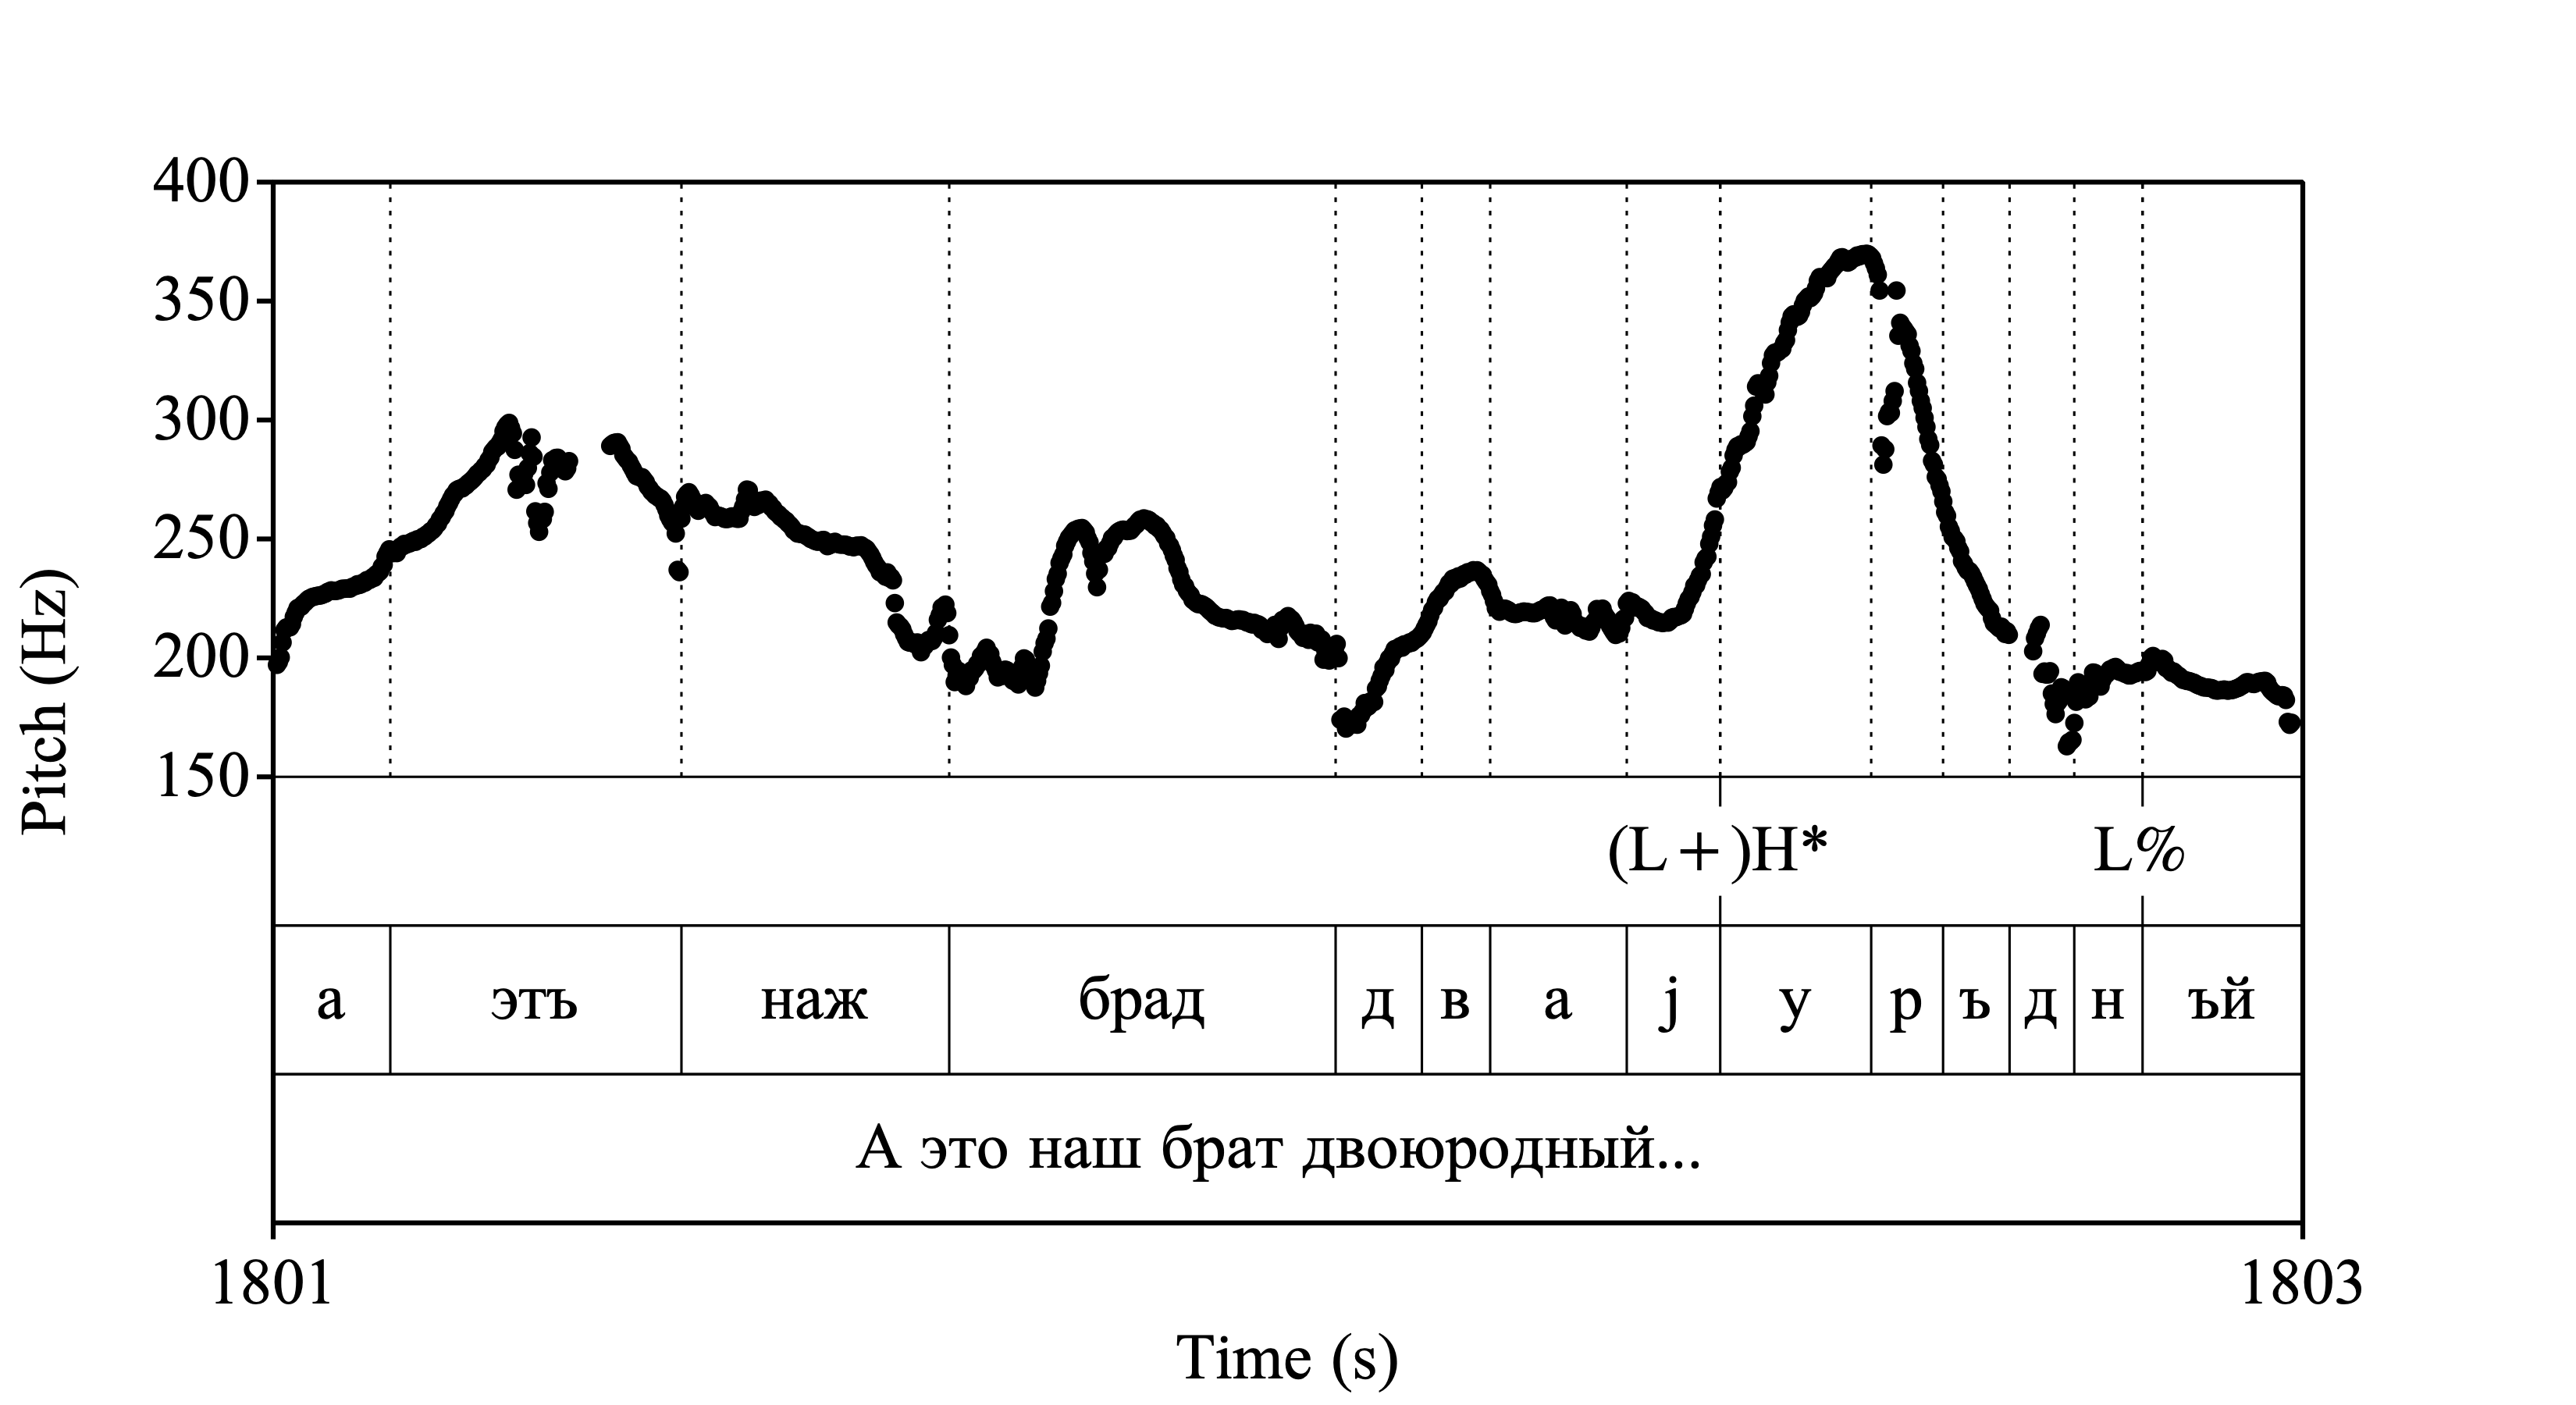 400
350
300
250
200
150
Pitch (Hz)
(L+)H* L%
а этъ наж брад д в а j у р ъ д н ъй
А это наш брат двоюродный...
1801 1803
Time (s)